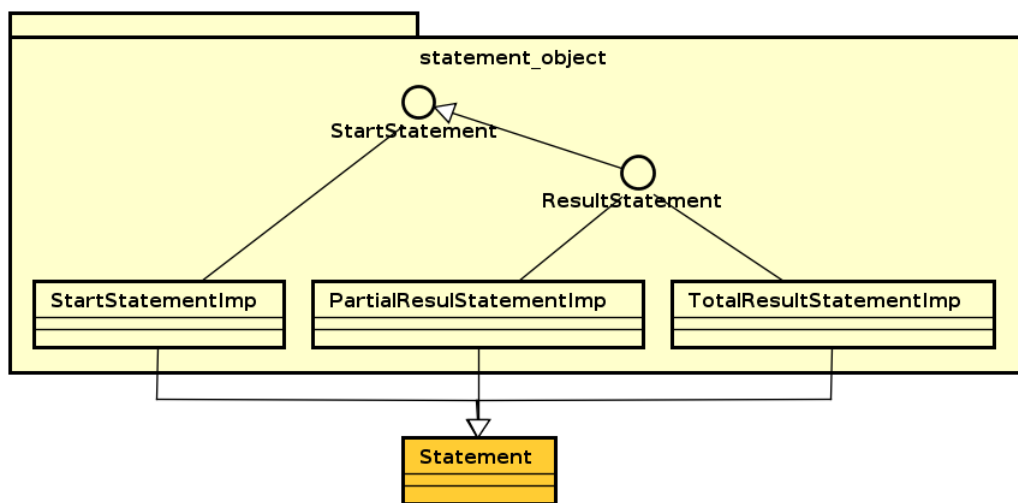 statement_object
StartStatement
ResultStatement
StartStatementImp
PartialResulStatementImp
TotalResultStatementImp
Statement